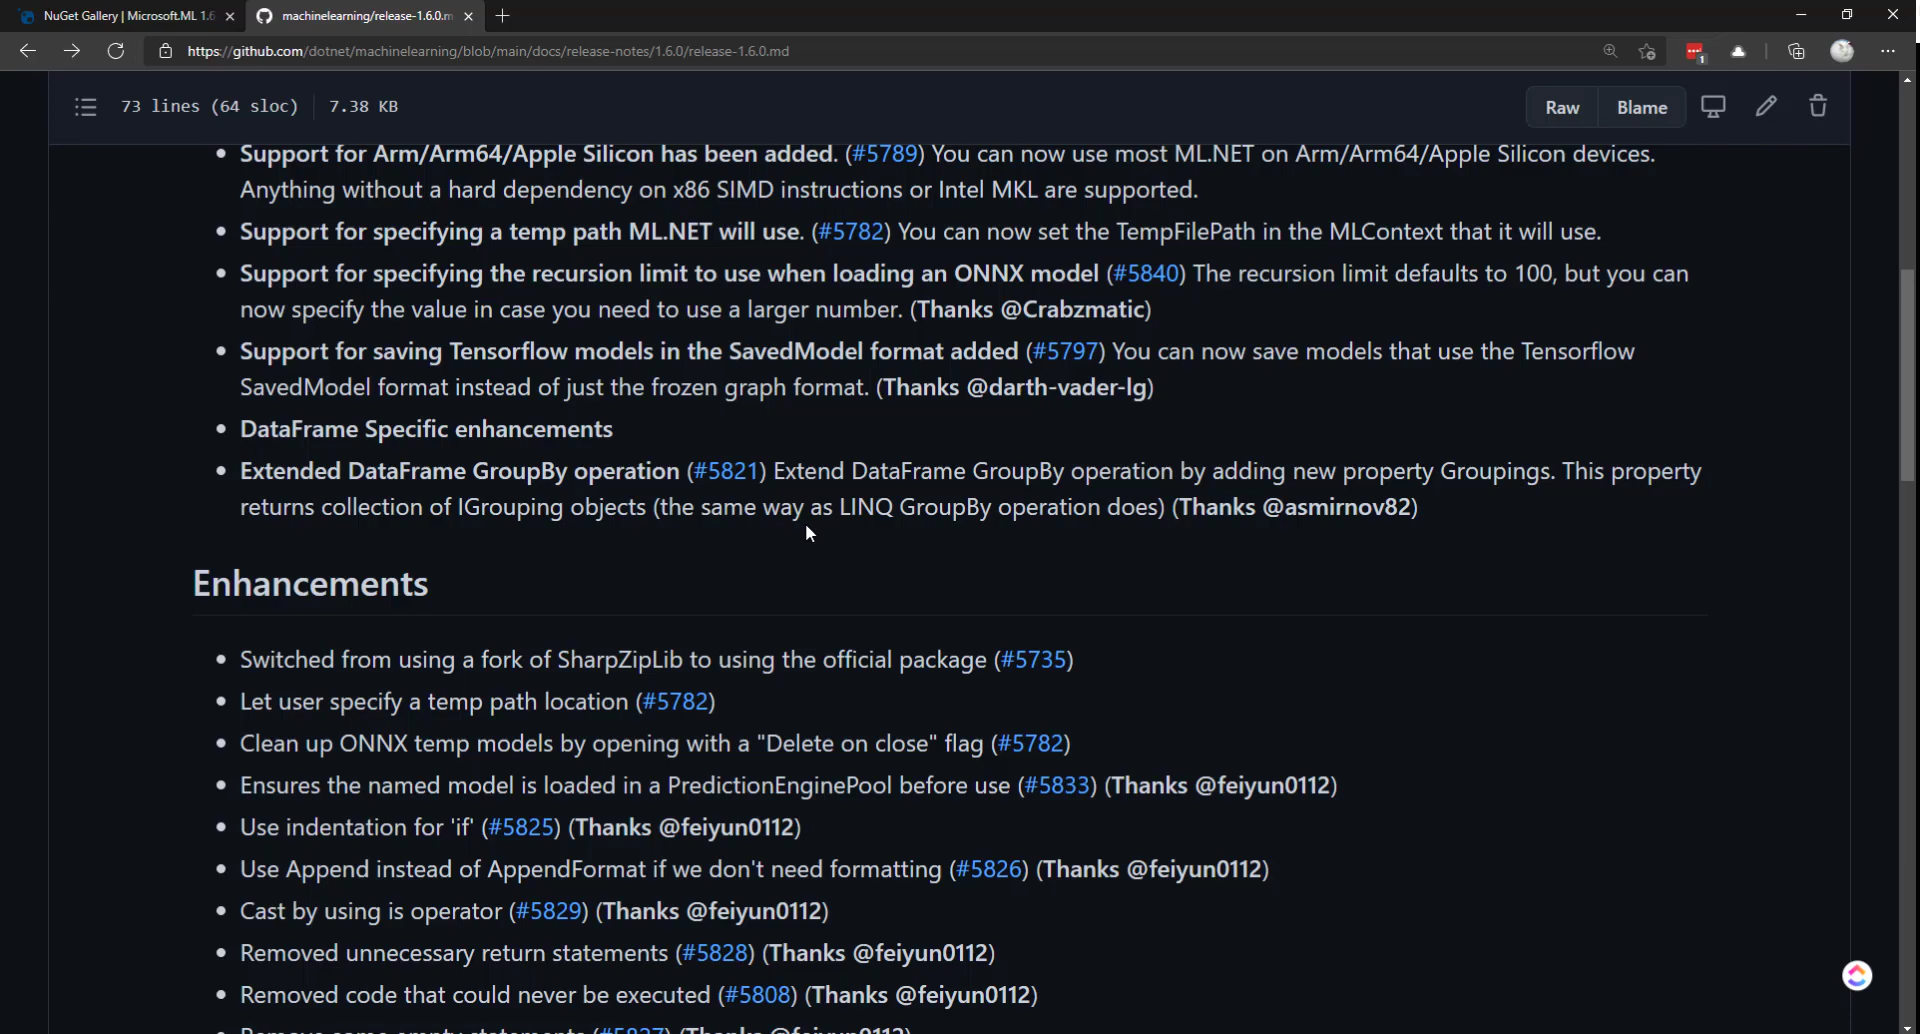 NuGet Gallery | Microsoft.ML 1.6
machinelearning/release-1.6.0.m
https://github.com/dotnet/machinelearning/blob/main/docs/release-notes/1.6.0/release-1.6.0.md
1
73 lines (64 sloc) 7.38 KB
Raw Blame
• Support for Arm/Arm64/Apple Silicon has been added. (#5789) You can now use most ML.NET on Arm/Arm64/Apple Silicon devices.
Anything without a hard dependency on x86 SIMD instructions or Intel MKL are supported.
• Support for specifying a temp path ML.NET will use. (#5782) You can now set the TempFilePath in the MLContext that it will use.
• Support for specifying the recursion limit to use when loading an ONNX model (#5840) The recursion limit defaults to 100, but you can
now specify the value in case you need to use a larger number. (Thanks @Crabzmatic)
• Support for saving Tensorflow models in the SavedModel format added (#5797) You can now save models that use the Tensorflow
SavedModel format instead of just the frozen graph format. (Thanks @darth-vader-lg)
• DataFrame Specific enhancements
• Extended DataFrame GroupBy operation (#5821) Extend DataFrame GroupBy operation by adding new property Groupings. This property
returns collection of IGrouping objects (the same way as LINQ GroupBy operation does) (Thanks @asmirnov82)
Enhancements
• Switched from using a fork of SharpZipLib to using the official package (#5735)
• Let user specify a temp path location (#5782)
• Clean up ONNX temp models by opening with a "Delete on close" flag (#5782)
• Ensures the named model is loaded in a PredictionEnginePool before use (#5833) (Thanks @feiyun0112)
• Use indentation for 'if' (#5825) (Thanks @feiyun0112)
• Use Append instead of AppendFormat if we don't need formatting (#5826) (Thanks @feiyun0112)
• Cast by using is operator (#5829) (Thanks @feiyun0112)
• Removed unnecessary return statements (#5828) (Thanks @feiyun0112)
• Removed code that could never be executed (#5808) (Thanks @feiyun0112)
• Remove some empty statements (#5827) (Thanks @feiyun0112)